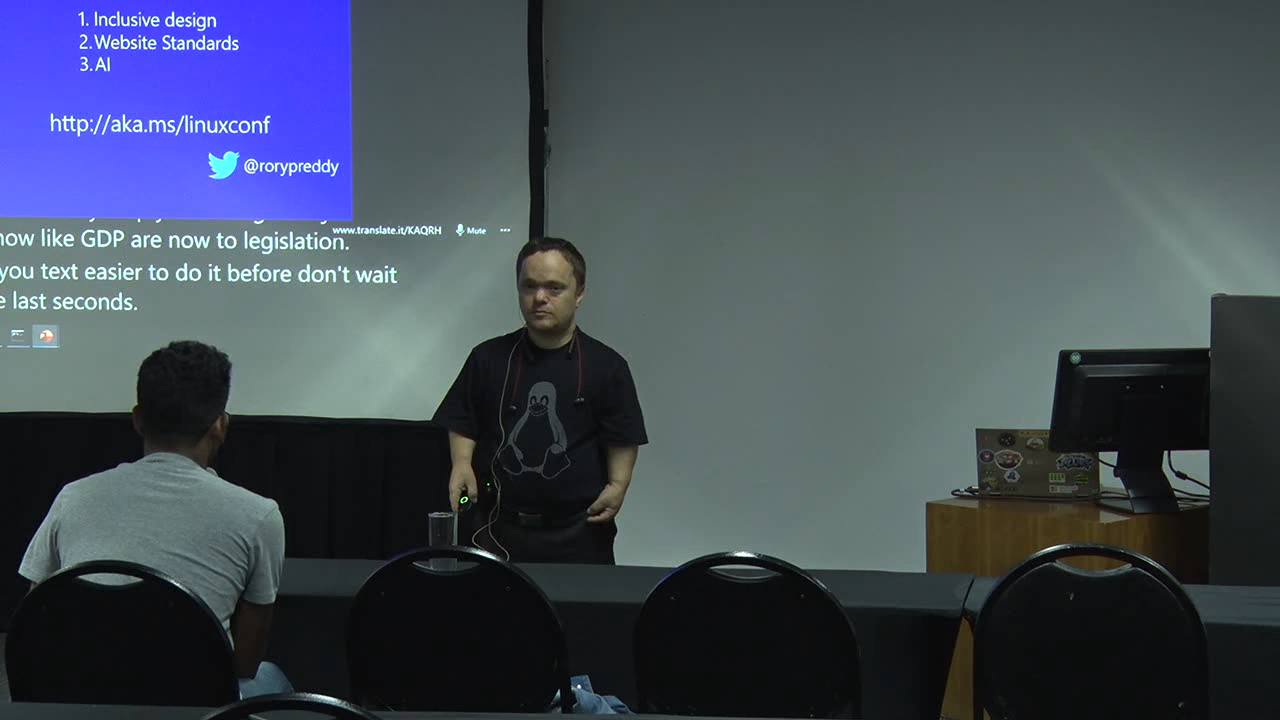 1. Inclusive design
2. Website Standards
3. AI
http://aka.ms/linuxconf
@rorypreddy
www.translate.it/KAQRH Mute ...
now like GDP are now to legislation.
you text easier to do it before don't wait
last seconds.